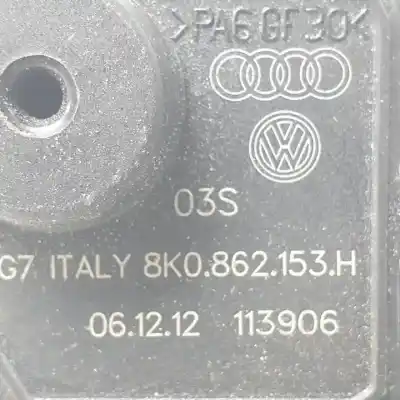 >PA6 GF30<
03S
G7 ITALY 8K0.862.153.H
06.12.12 113906